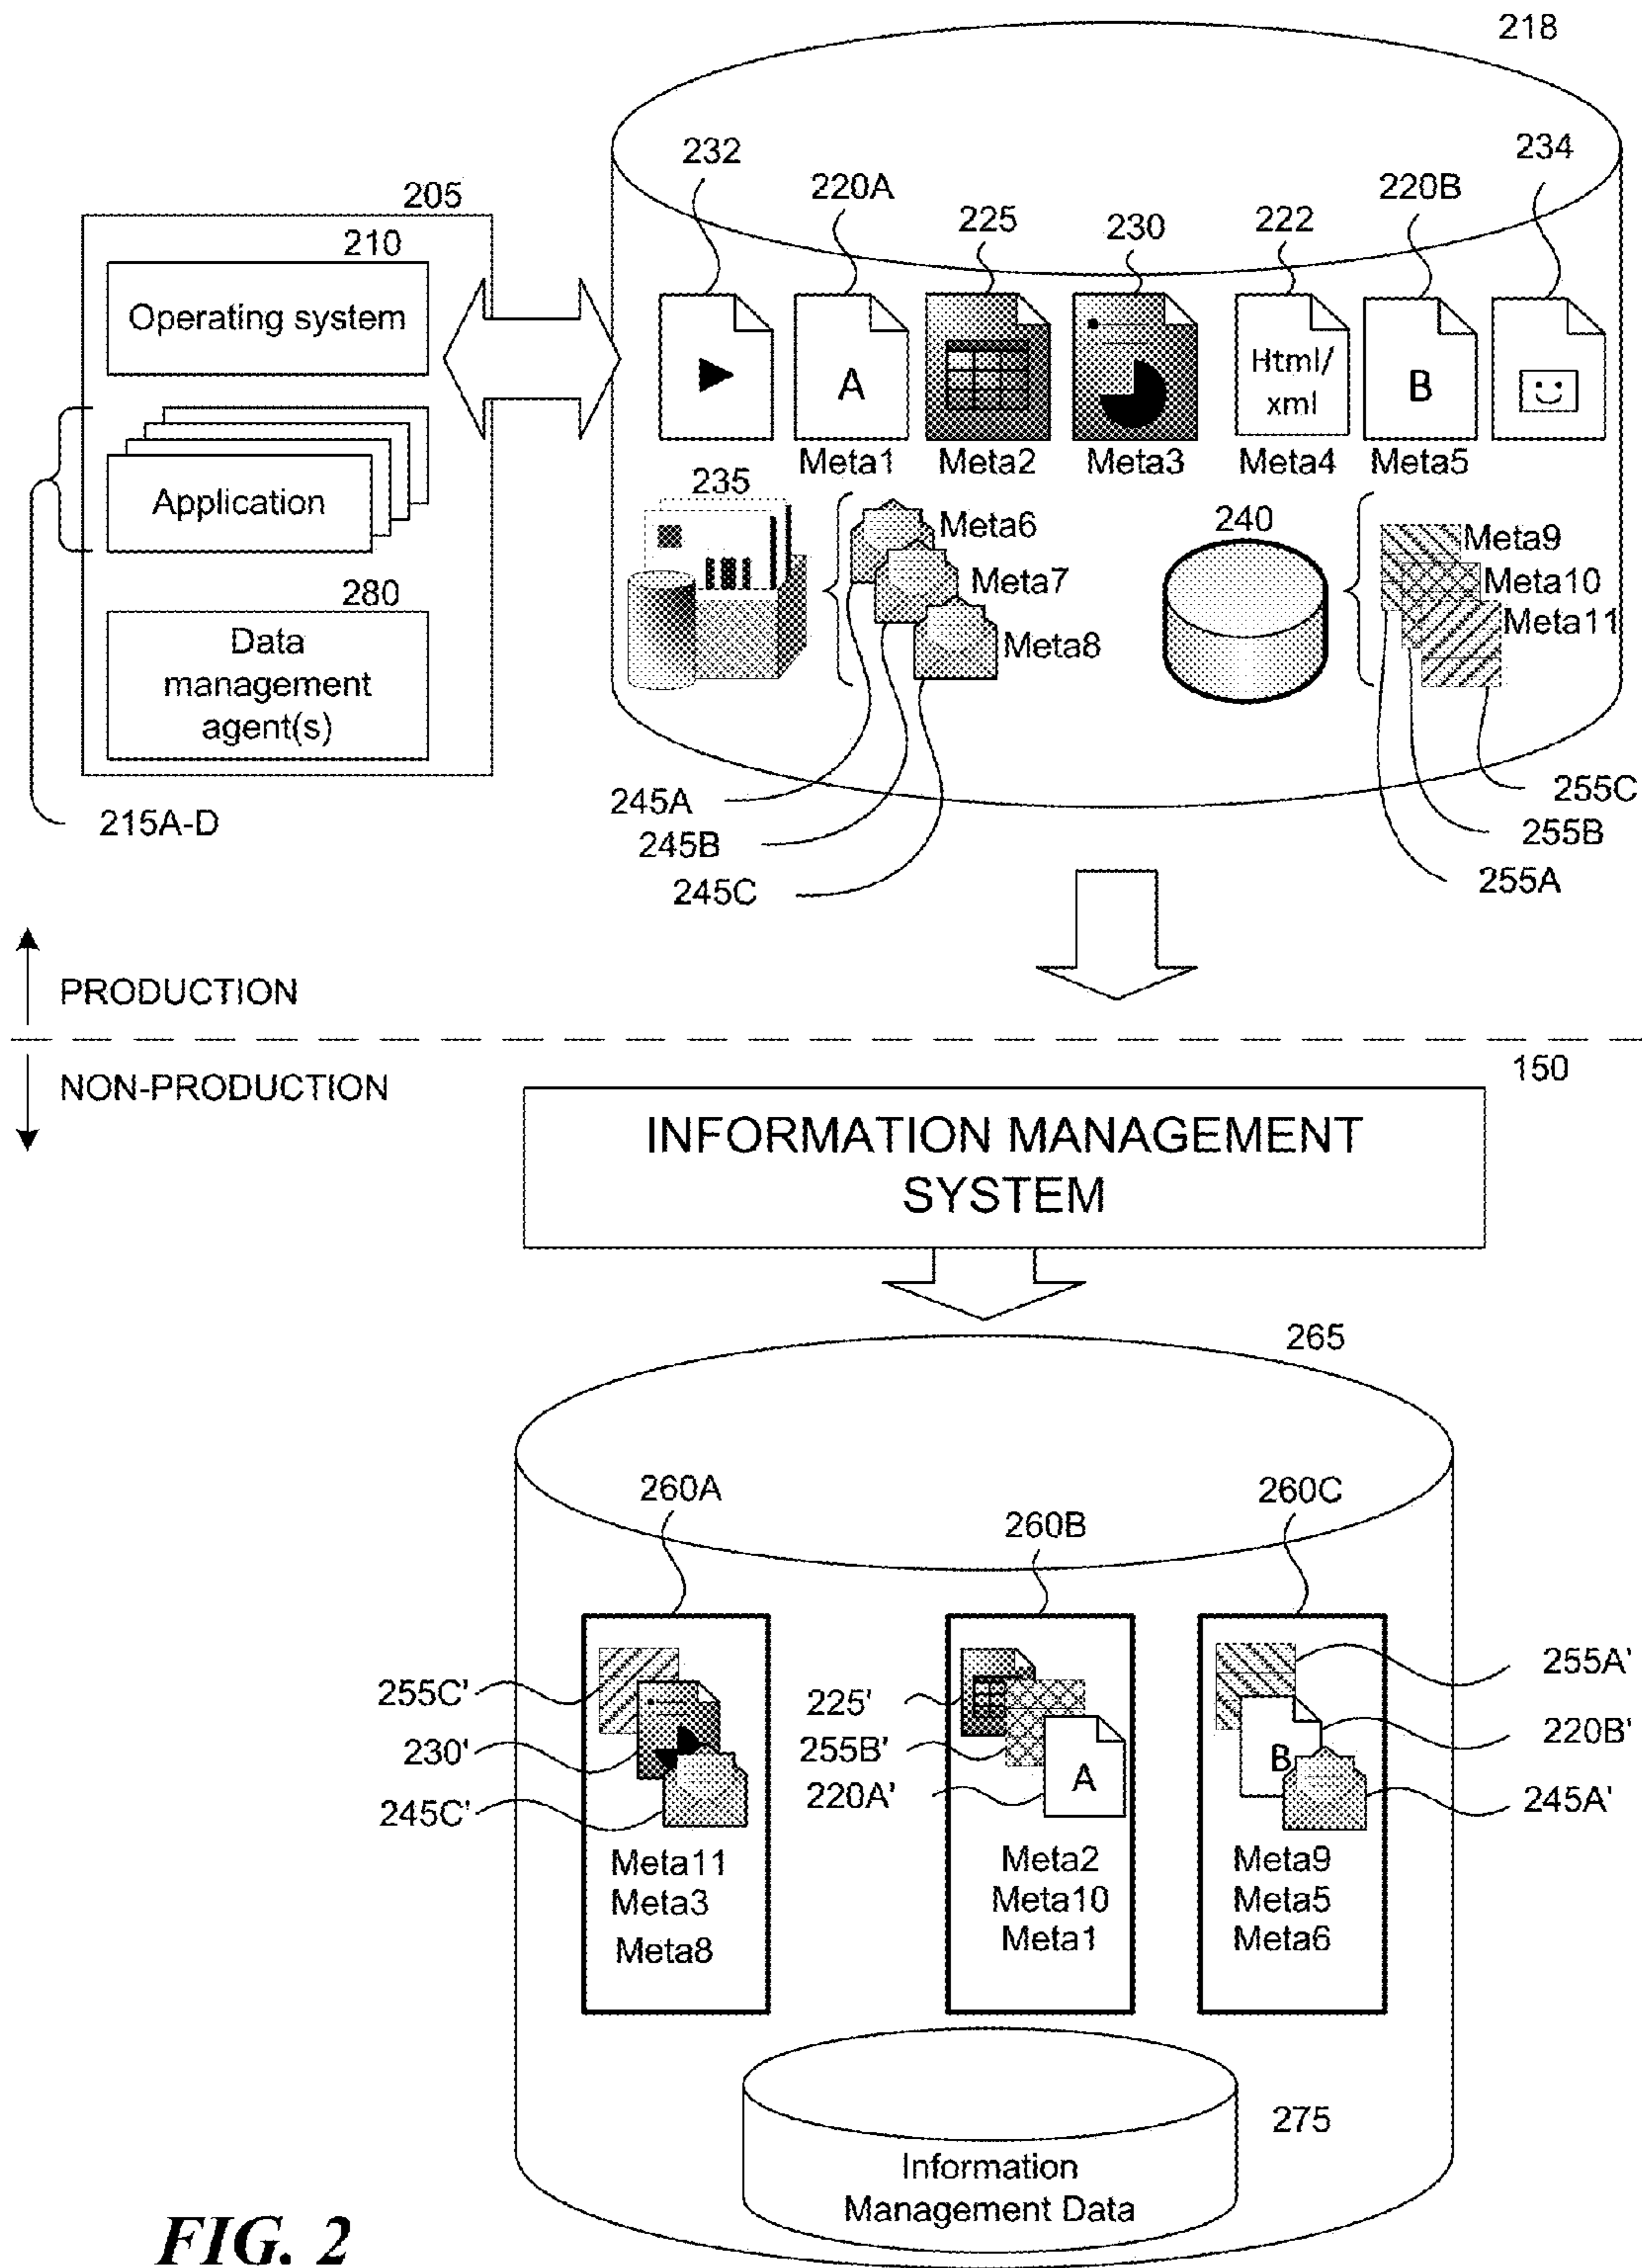 218
232
234
220A
220B
205
225
230
222
210
Operating system
Html/
xml
A
B
Meta1
Meta2
Meta3
Meta4
Meta5
235
Application
Meta6
240
Meta9
Meta7
Meta10
280
Meta11
Data
management
agent(s)
Meta8
245A
255C
215A-D
245B
255B
245C
255A
PRODUCTION
NON-PRODUCTION
150
INFORMATION MANAGEMENT
SYSTEM
265
260A
260B
260C
255C'
225'
255A'
230'
255B'
B
220B'
245C'
220A'
A
245A'
Meta11
Meta3
Meta8
Meta2
Meta10
Meta1
Meta9
Meta5
Meta6
275
Information
Management Data
FIG. 2